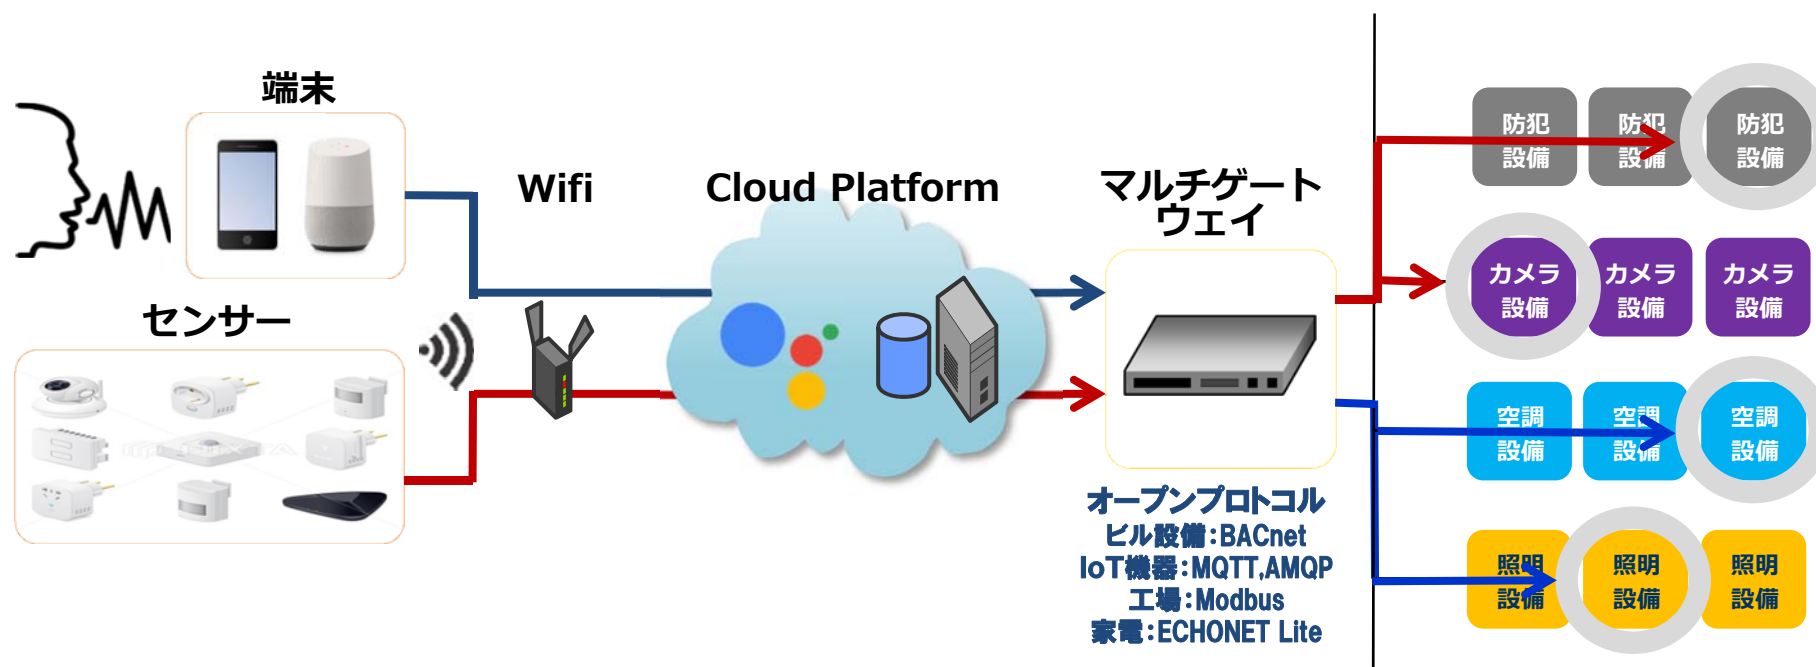 端末
センサー
Wifi
Cloud Platform
マルチゲート
ウェイ
オープンプロトコル
ビル設備:BACnet
IoT機器:MQTT,AMQP
工場:Modbus
家電:ECHONET Lite
防犯
設備
防犯
設備
防犯
設備
カメラ
設備
カメラ
設備
カメラ
設備
空調
設備
空調
設備
空調
設備
照明
設備
照明
設備
照明
設備